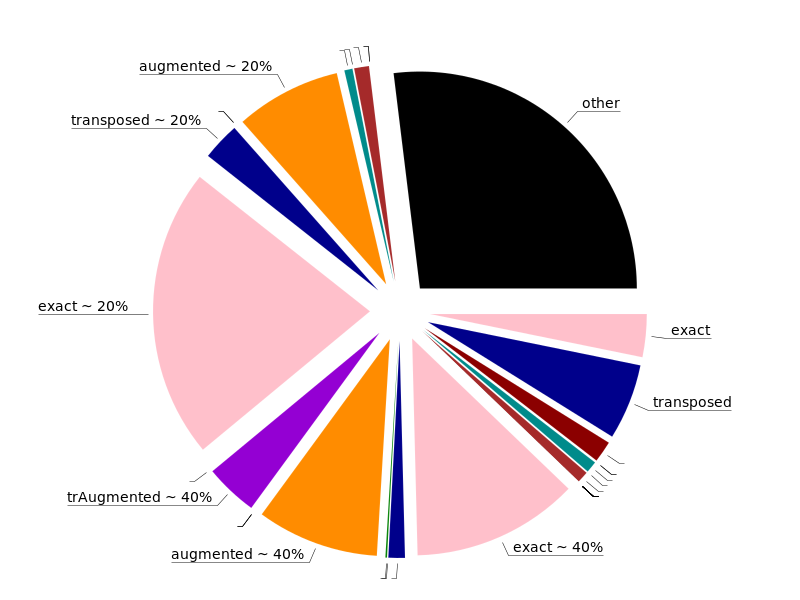 augmented ~ 20%
other
transposed ~ 20%
exact ~ 20%
exact
transposed
trAugmented ~ 40%
augmented ~ 40%
exact ~ 40%